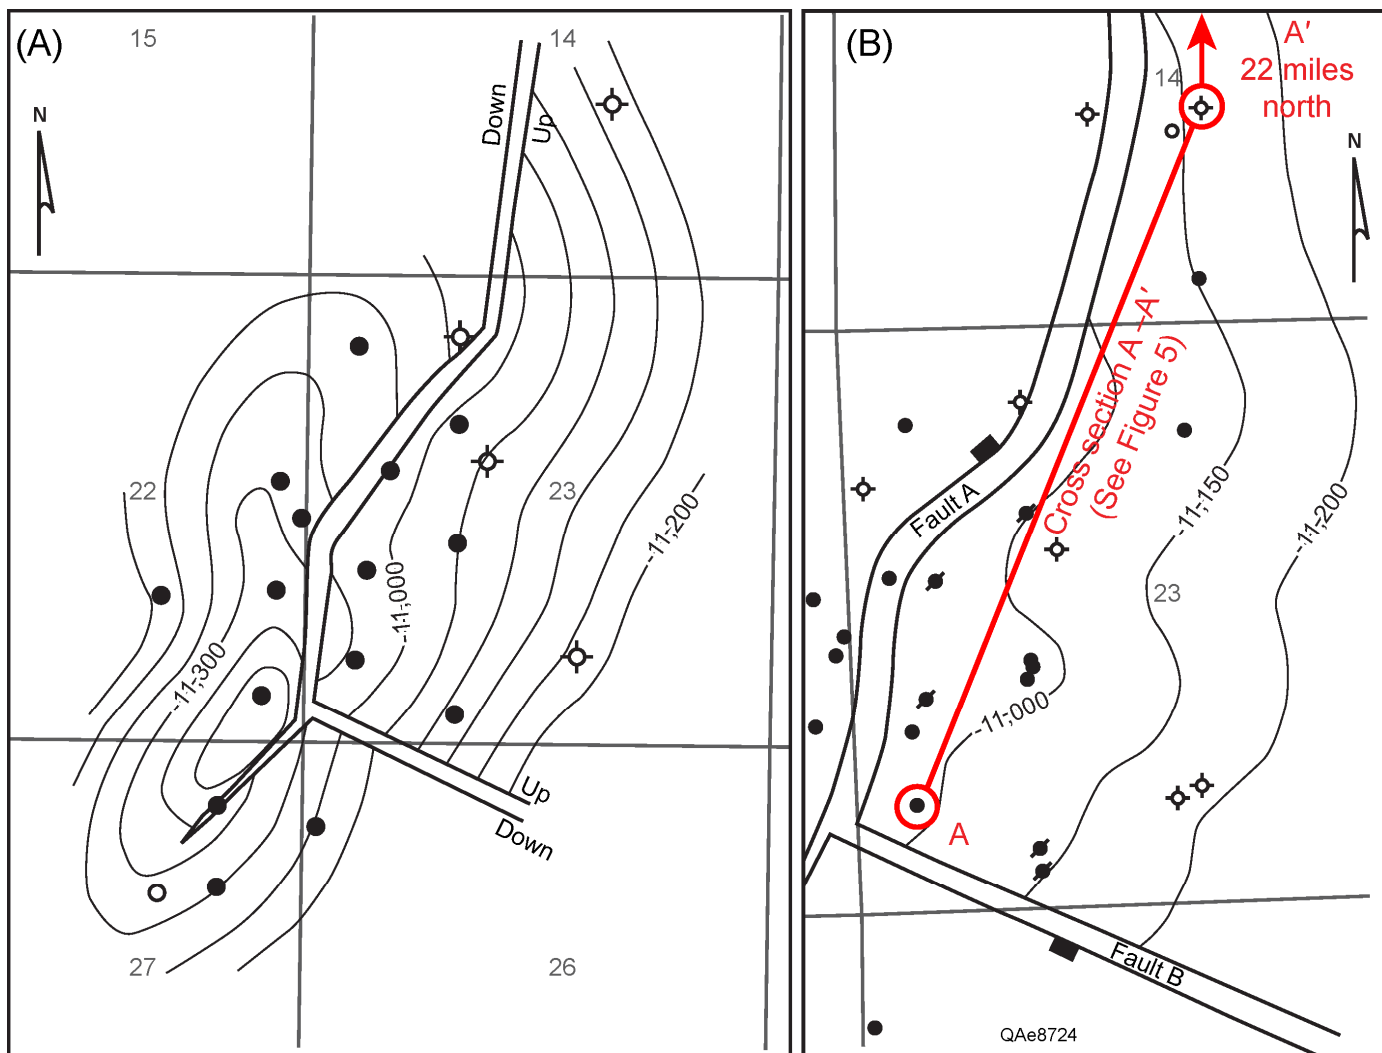 (A)
15
14
N
Down
Up
22
23
-11,000
-11,200
-11,300
Up
Down
27
26
(B)
A′
22 miles
north
14
N
Cross section A –A′
(See Figure 5)
Fault A
-11,150
-11,200
23
-11,000
A
Fault B
QAe8724